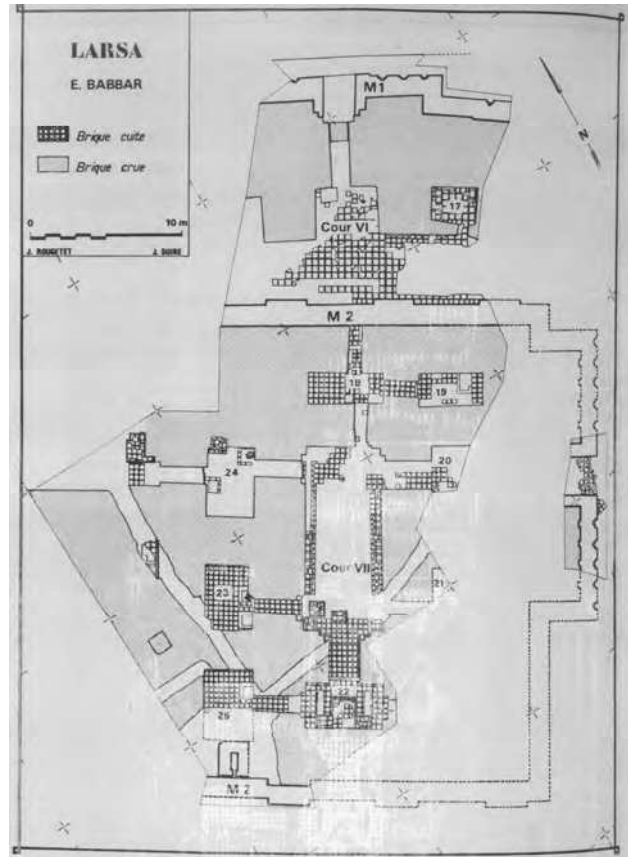 LARSA
E. BABBAR
Brique cuite
Brique crue
0 10 m
J. ROUGETET J. SUIRE
N
M1
17
Cour VI
M 2
18
19
20
24
Cour VII
21
23
22
25
M 2